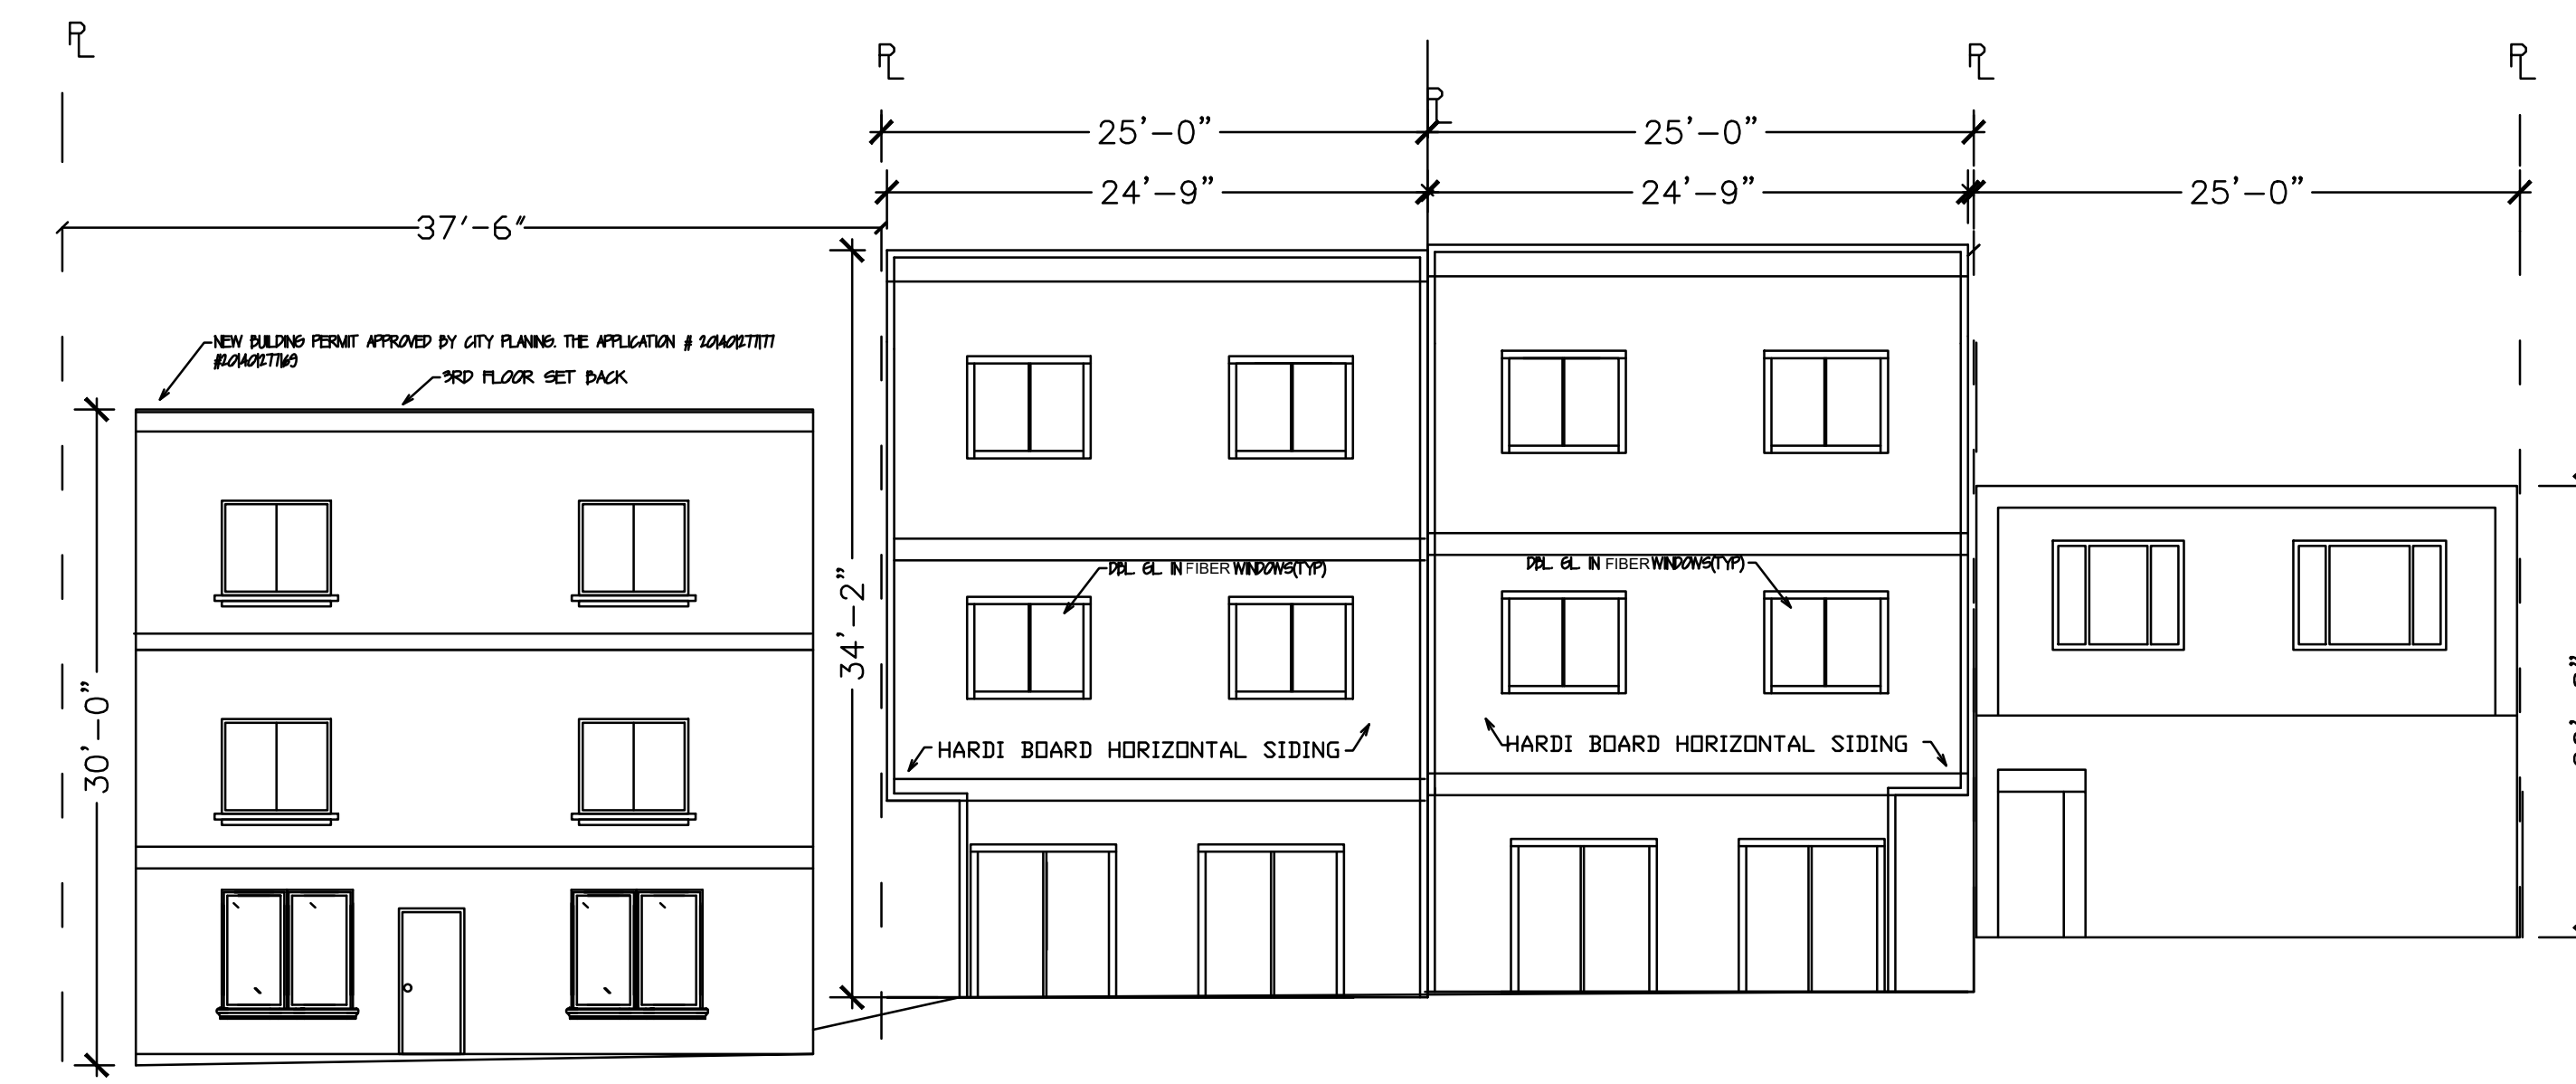 PL
PL
PL
PL
PL
25'-0"
25'-0"
24'-9"
24'-9"
25'-0"
37'-6"
NEW BUILDING PERMIT APPROVED BY CITY PLANING. THE APPLICATION #
3RD FLOOR SET BACK
30'-0"
34'-2"
DBL. GL. IN FIBER WINDOWS(TYP)
DBL. GL. IN FIBER WINDOWS(TYP)
HARDI BOARD HORIZONTAL SIDING
HARDI BOARD HORIZONTAL SIDING